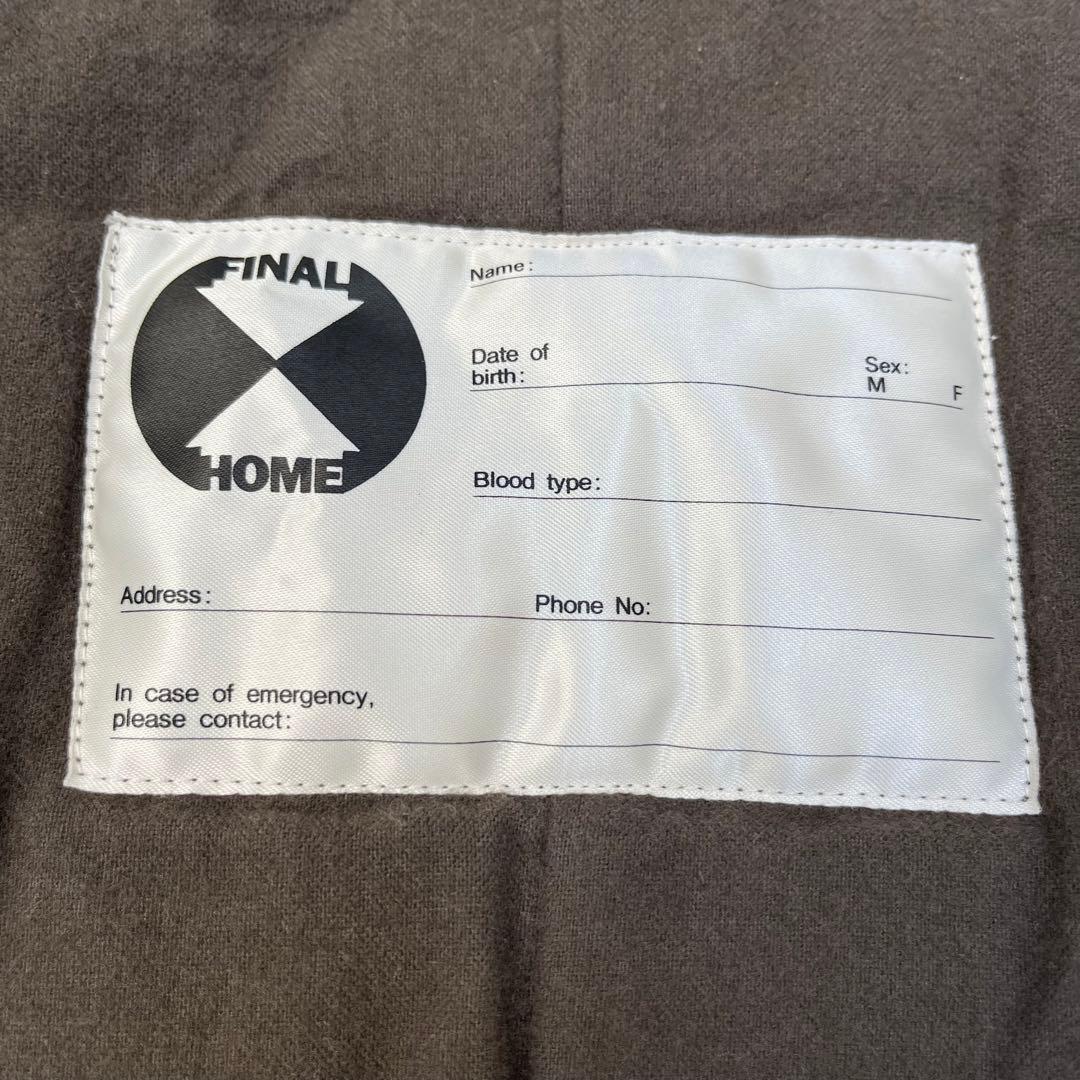 FINAL
HOME
Name:
Date of
birth:
Sex:
M F
Blood type:
Address:
Phone No:
In case of emergency,
please contact: